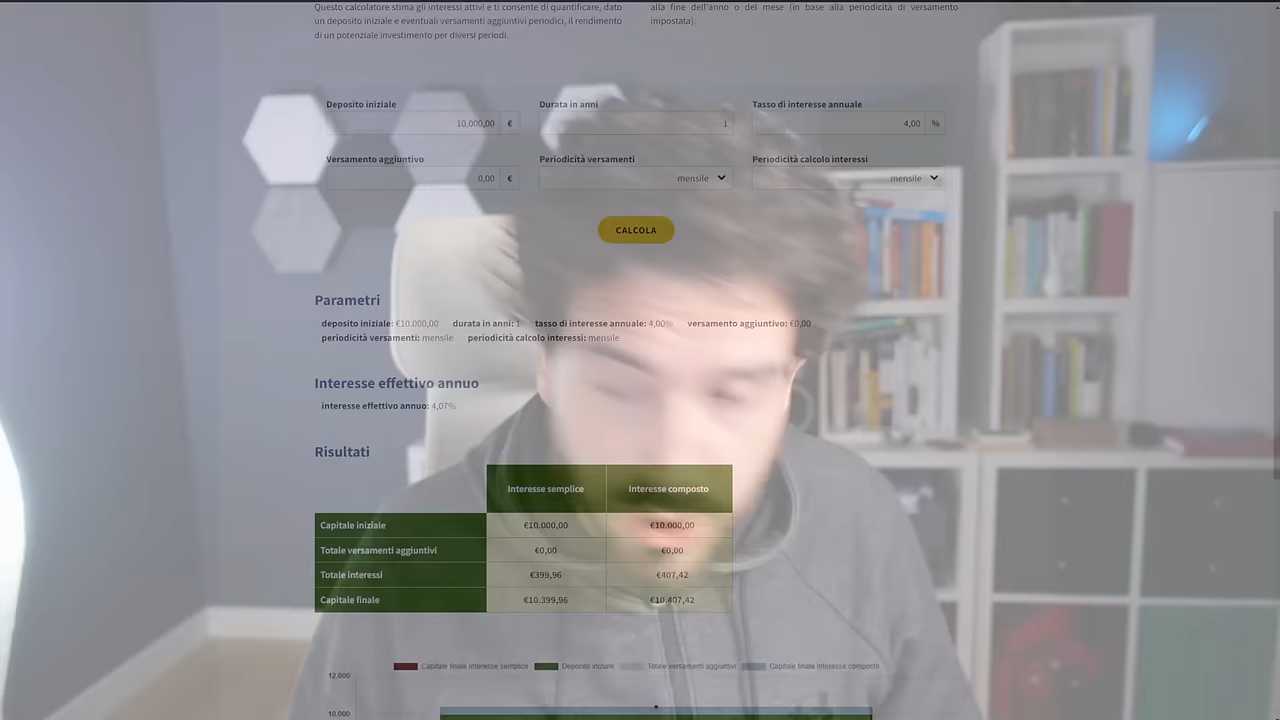 Questo calcolatore stima gli interessi attivi e ti consente di quantificare, dato
un deposito iniziale e eventuali versamenti aggiuntivi periodici, il rendimento
di un potenziale investimento per diversi periodi.
alla fine dell'anno o del mese (in base alla periodicità di versamento
impostata).
Deposito iniziale
Durata in anni
Tasso di interesse annuale
10.000,00 €
1
4,00 %
Versamento aggiuntivo
Periodicità versamenti
Periodicità calcolo interessi
0,00 €
mensile
mensile
CALCOLA
Parametri
deposito iniziale: €10.000,00 durata in anni: 1 tasso di interesse annuale: 4,00% versamento aggiuntivo: €0,00
periodicità versamenti: mensile periodicità calcolo interessi: mensile
Interesse effettivo annuo
interesse effettivo annuo: 4,07%
Risultati
Interesse semplice Interesse composto
Capitale iniziale €10.000,00 €10.000,00
Totale versamenti aggiuntivi €0,00 €0,00
Totale interessi €399,96 €407,42
Capitale finale €10.399,96 €10.407,42
Capitale finale interesse semplice Deposito iniziale Totale versamenti aggiuntivi Capitale finale interesse composto
12.000
10.000